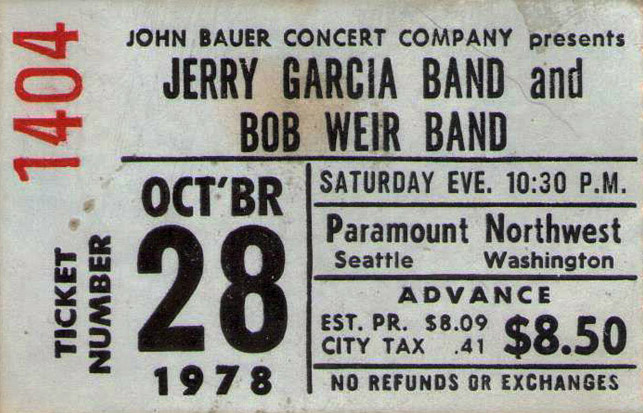 1404
TICKET
NUMBER
JOHN BAUER CONCERT COMPANY presents
JERRY GARCIA BAND and
BOB WEIR BAND
OCT'BR
28
1978
SATURDAY EVE. 10:30 P.M.
Paramount Northwest
Seattle Washington
ADVANCE
EST. PR. $8.09
CITY TAX .41
$8.50
NO REFUNDS OR EXCHANGES